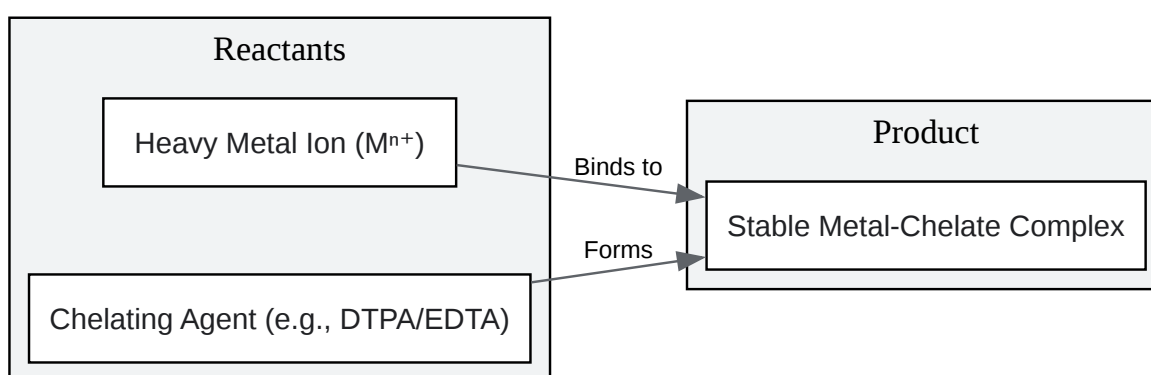 Reactants
Heavy Metal Ion (Mⁿ⁺)
Chelating Agent (e.g., DTPA/EDTA)
Binds to
Forms
Product
Stable Metal-Chelate Complex